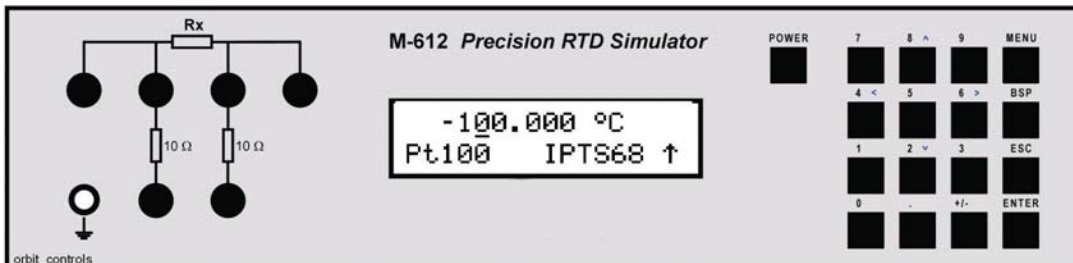 Rx
10 Ω
10 Ω
orbit controls
M-612 Precision RTD Simulator
-100.000 °C
Pt100 IPTS68 ↑
POWER
7 8 ^ 9 MENU
4 < 5 6 > BSP
1 2 v 3 ESC
0 . +/- ENTER